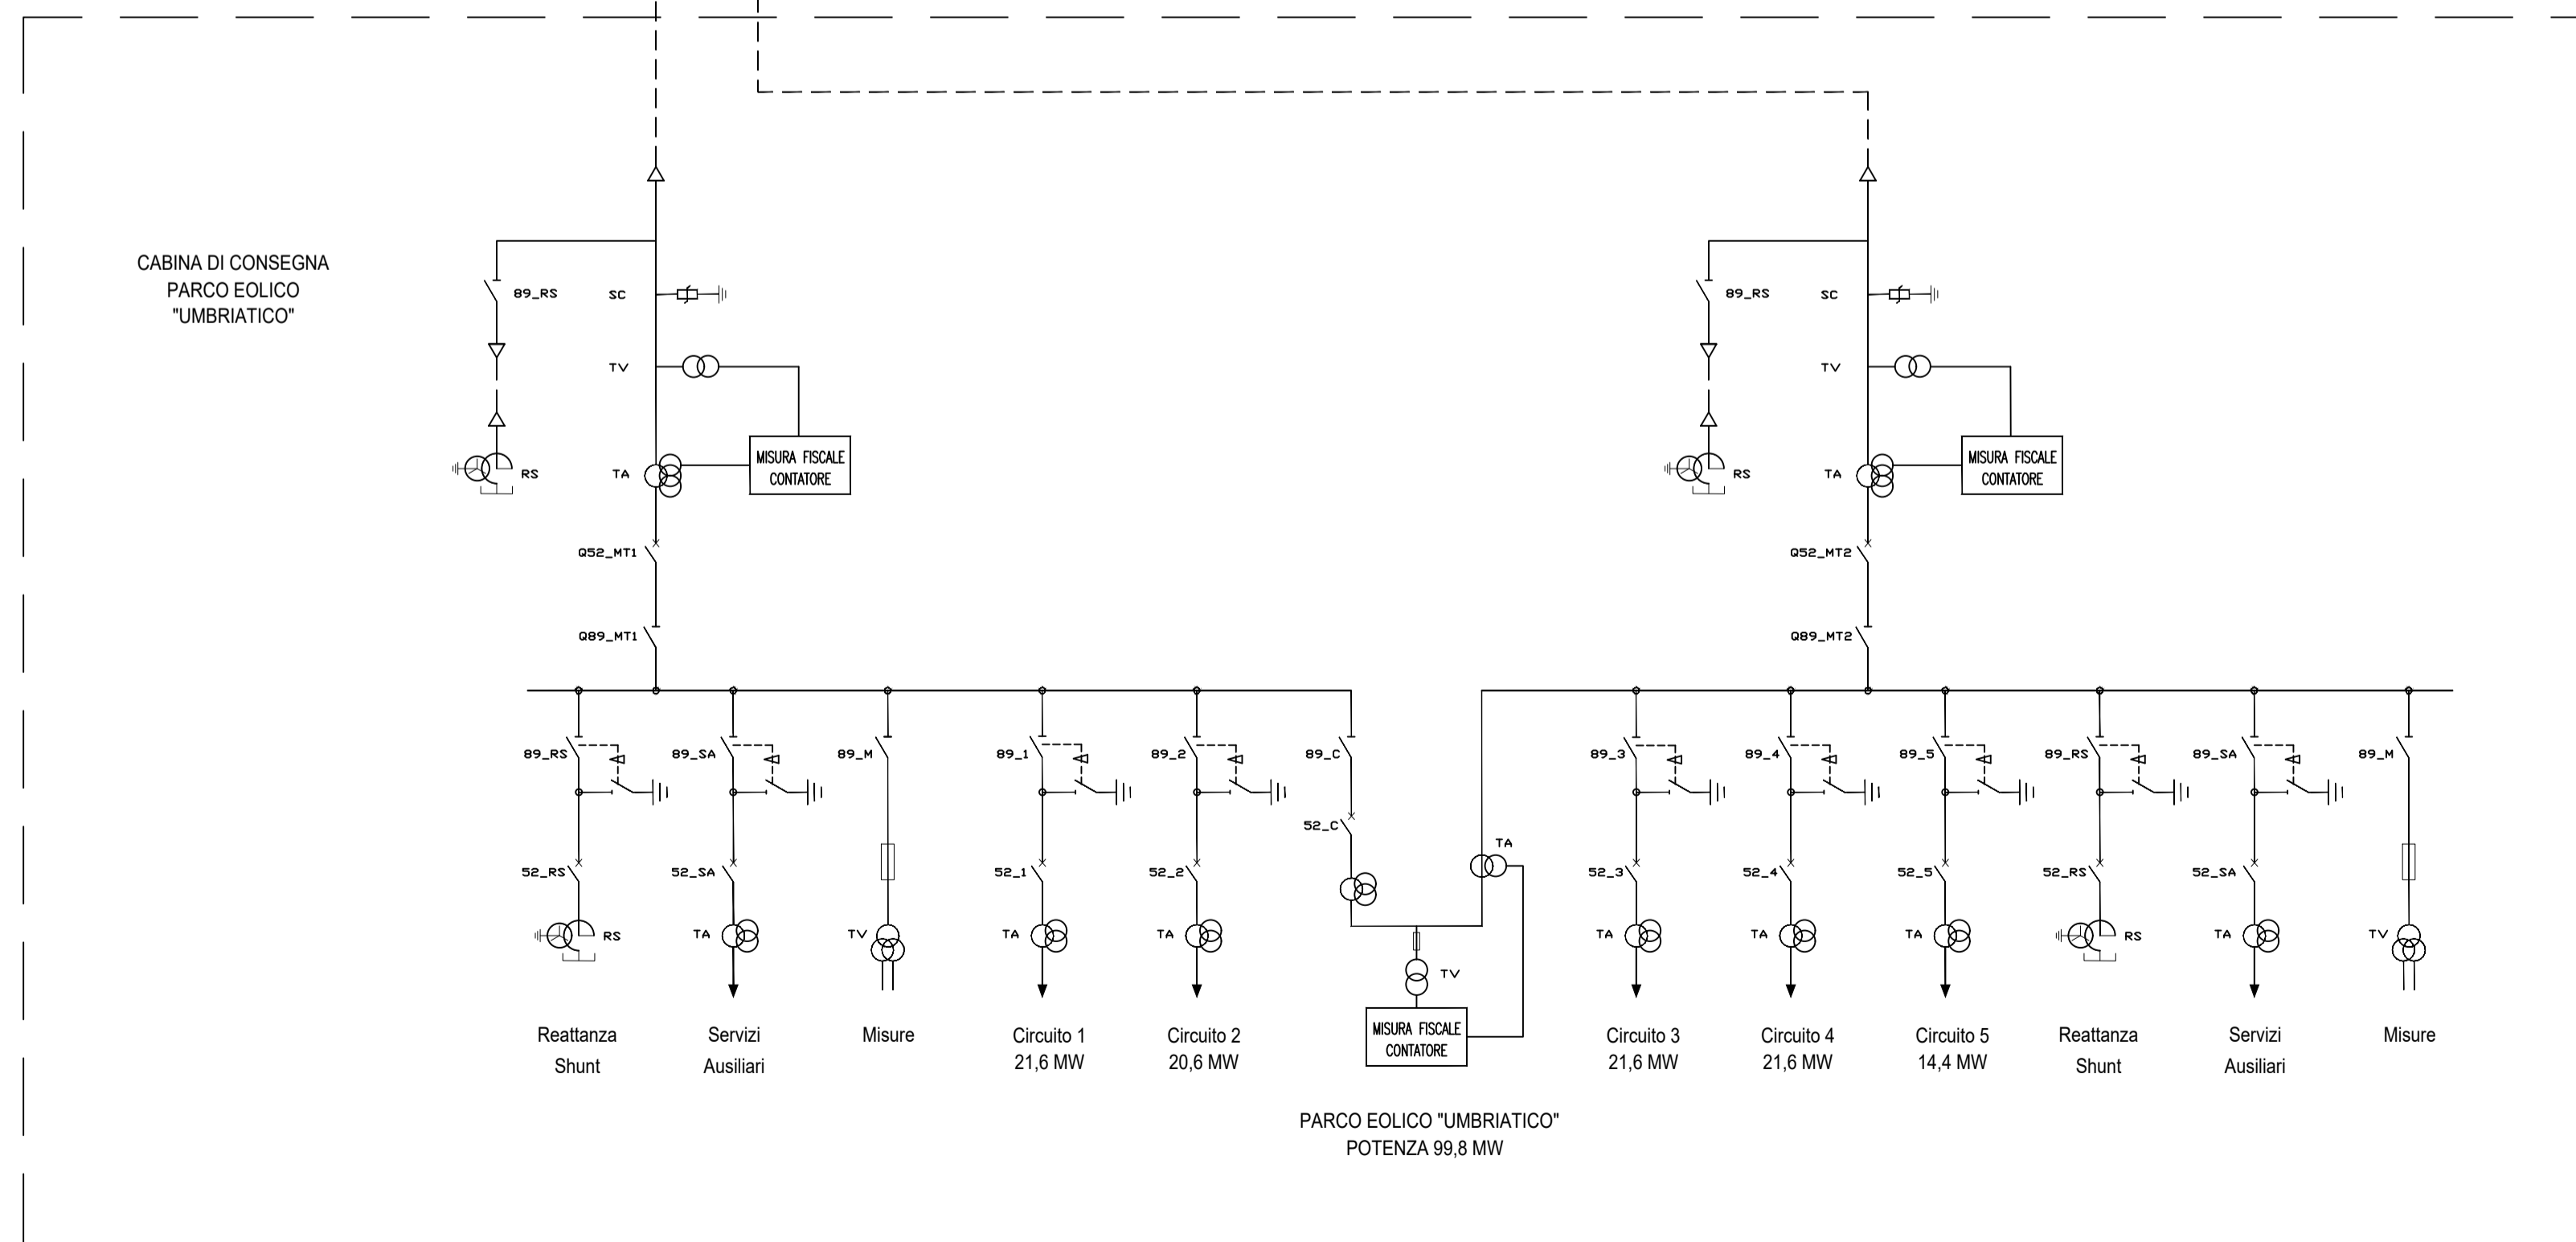 CABINA DI CONSEGNA
PARCO EOLICO
"UMBRIATICO"
89_RS
SC
TV
TA
RS
MISURA FISCALE
CONTATORE
Q52_MT1
Q89_MT1
89_RS
SC
TV
TA
RS
MISURA FISCALE
CONTATORE
Q52_MT2
Q89_MT2
89_RS
89_SA
89_M
89_1
89_2
89_C
89_3
89_4
89_5
89_RS
89_SA
89_M
52_C
TA
52_RS
52_SA
52_1
52_2
52_3
52_4
52_5
52_RS
52_SA
RS
TA
TV
TA
TA
TV
TA
TA
TA
RS
TA
TV
MISURA FISCALE
CONTATORE
Reattanza
Shunt
Servizi
Ausiliari
Misure
Circuito 1
21,6 MW
Circuito 2
20,6 MW
Circuito 3
21,6 MW
Circuito 4
21,6 MW
Circuito 5
14,4 MW
Reattanza
Shunt
Servizi
Ausiliari
Misure
PARCO EOLICO "UMBRIATICO"
POTENZA 99,8 MW